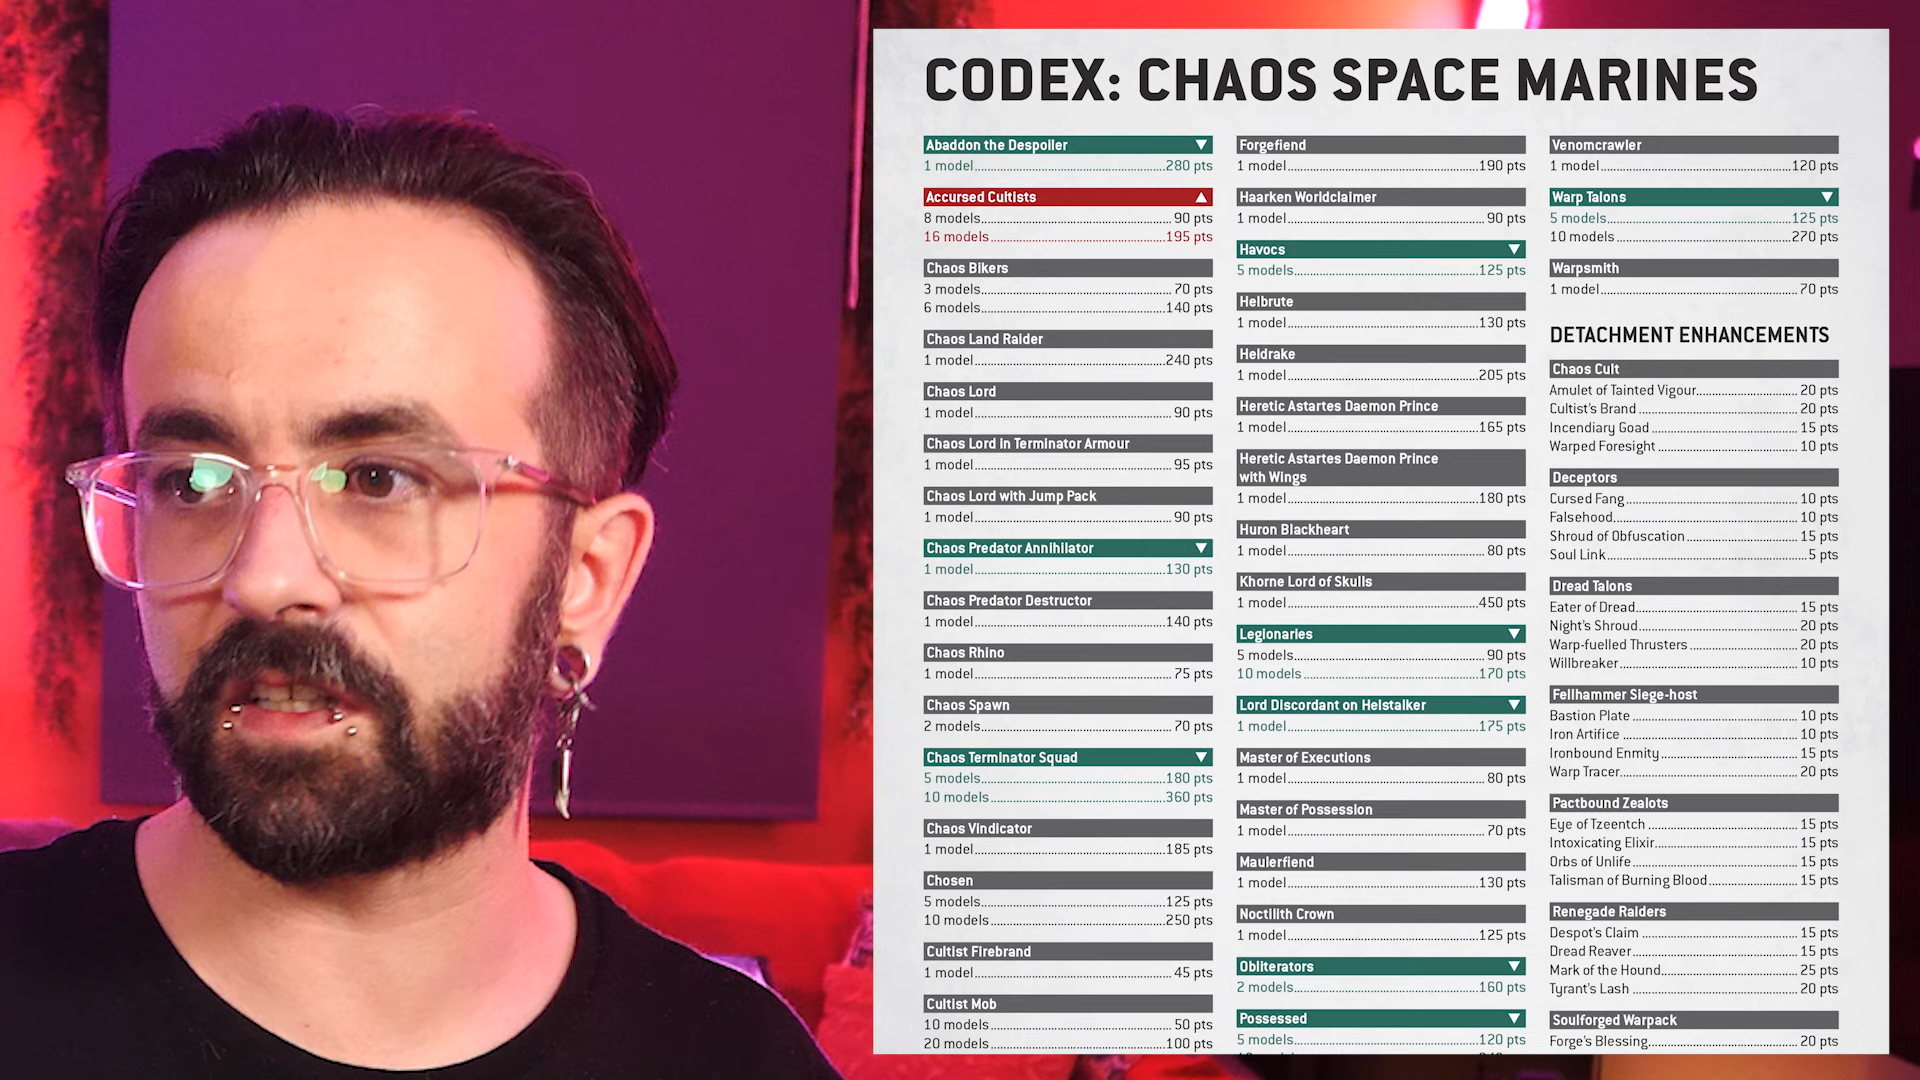 CODEX: CHAOS SPACE MARINES
Abaddon the Despoiler ▼
1 model 280 pts
Accursed Cultists ▲
8 models 90 pts
16 models 195 pts
Chaos Bikers
3 models 70 pts
6 models 140 pts
Chaos Land Raider
1 model 240 pts
Chaos Lord
1 model 90 pts
Chaos Lord in Terminator Armour
1 model 95 pts
Chaos Lord with Jump Pack
1 model 90 pts
Chaos Predator Annihilator ▼
1 model 130 pts
Chaos Predator Destructor
1 model 140 pts
Chaos Rhino
1 model 75 pts
Chaos Spawn
2 models 70 pts
Chaos Terminator Squad ▼
5 models 180 pts
10 models 360 pts
Chaos Vindicator
1 model 185 pts
Chosen
5 models 125 pts
10 models 250 pts
Cultist Firebrand
1 model 45 pts
Cultist Mob
10 models 50 pts
20 models 100 pts
Forgefiend
1 model 190 pts
Haarken Worldclaimer
1 model 90 pts
Havocs ▼
5 models 125 pts
Helbrute
1 model 130 pts
Heldrake
1 model 205 pts
Heretic Astartes Daemon Prince
1 model 165 pts
Heretic Astartes Daemon Prince
with Wings
1 model 180 pts
Huron Blackheart
1 model 80 pts
Khorne Lord of Skulls
1 model 450 pts
Legionaries ▼
5 models 90 pts
10 models 170 pts
Lord Discordant on Helstalker ▼
1 model 175 pts
Master of Executions
1 model 80 pts
Master of Possession
1 model 70 pts
Maulerfiend
1 model 130 pts
Noctilith Crown
1 model 125 pts
Obliterators ▼
2 models 160 pts
Possessed ▼
5 models 120 pts
Venomcrawler
1 model 120 pts
Warp Talons ▼
5 models 125 pts
10 models 270 pts
Warpsmith
1 model 70 pts
DETACHMENT ENHANCEMENTS
Chaos Cult
Amulet of Tainted Vigour 20 pts
Cultist's Brand 20 pts
Incendiary Goad 15 pts
Warped Foresight 10 pts
Deceptors
Cursed Fang 10 pts
Falsehood 10 pts
Shroud of Obfuscation 15 pts
Soul Link 5 pts
Dread Talons
Eater of Dread 15 pts
Night's Shroud 20 pts
Warp-fuelled Thrusters 20 pts
Willbreaker 10 pts
Fellhammer Siege-host
Bastion Plate 10 pts
Iron Artifice 10 pts
Ironbound Enmity 15 pts
Warp Tracer 20 pts
Pactbound Zealots
Eye of Tzeentch 15 pts
Intoxicating Elixir 15 pts
Orbs of Unlife 15 pts
Talisman of Burning Blood 15 pts
Renegade Raiders
Despot's Claim 15 pts
Dread Reaver 15 pts
Mark of the Hound 25 pts
Tyrant's Lash 20 pts
Soulforged Warpack
Forge's Blessing 20 pts